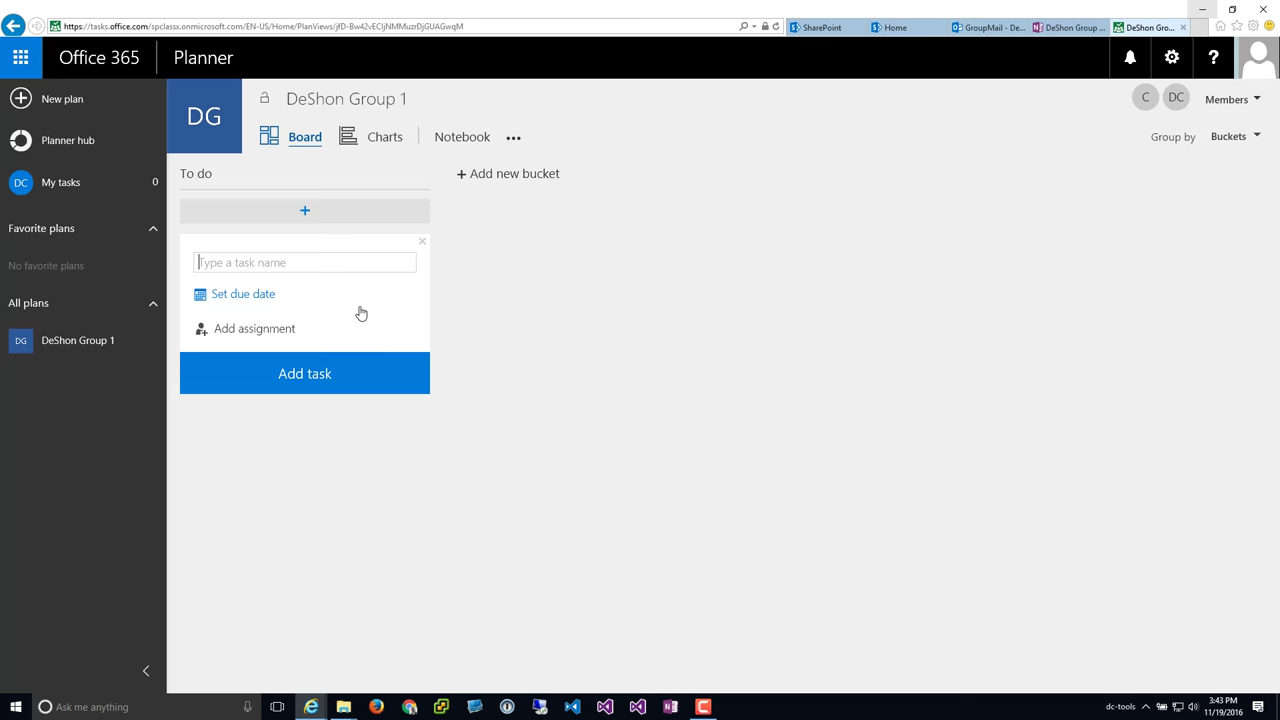 https://tasks.office.com/spclassx.onmicrosoft.com/EN-US/Home/PlanViews/jfD-Bw42vECIjNMMuzrDjGUAGwqM
SharePoint
Home
GroupMail - De...
DeShon Group ...
DeShon Gro...
Office 365
Planner
New plan
DG
DeShon Group 1
C
DC
Members
Planner hub
Board
Charts
Notebook
Group by
Buckets
DC
My tasks
0
To do
+ Add new bucket
+
Favorite plans
No favorite plans
Type a task name
Set due date
All plans
Add assignment
DG
DeShon Group 1
Add task
Ask me anything
dc-tools
3:43 PM
11/19/2016